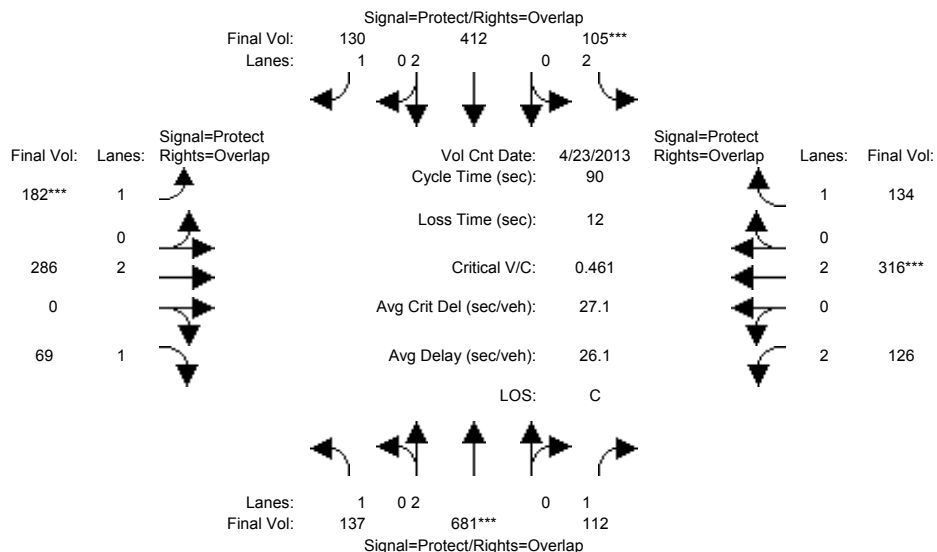 Signal=Protect/Rights=Overlap
Final Vol: 130 412 105***
Lanes: 1 0 2 0 2
Signal=Protect Signal=Protect
Final Vol: Lanes: Rights=Overlap Vol Cnt Date: 4/23/2013 Rights=Overlap Lanes: Final Vol:
Cycle Time (sec): 90
182*** 1 1 134
Loss Time (sec): 12
0 0
286 2 Critical V/C: 0.461 2 316***
0 Avg Crit Del (sec/veh): 27.1 0
69 1 Avg Delay (sec/veh): 26.1 2 126
LOS: C
Lanes: 1 0 2 0 1
Final Vol: 137 681*** 112
Signal=Protect/Rights=Overlap